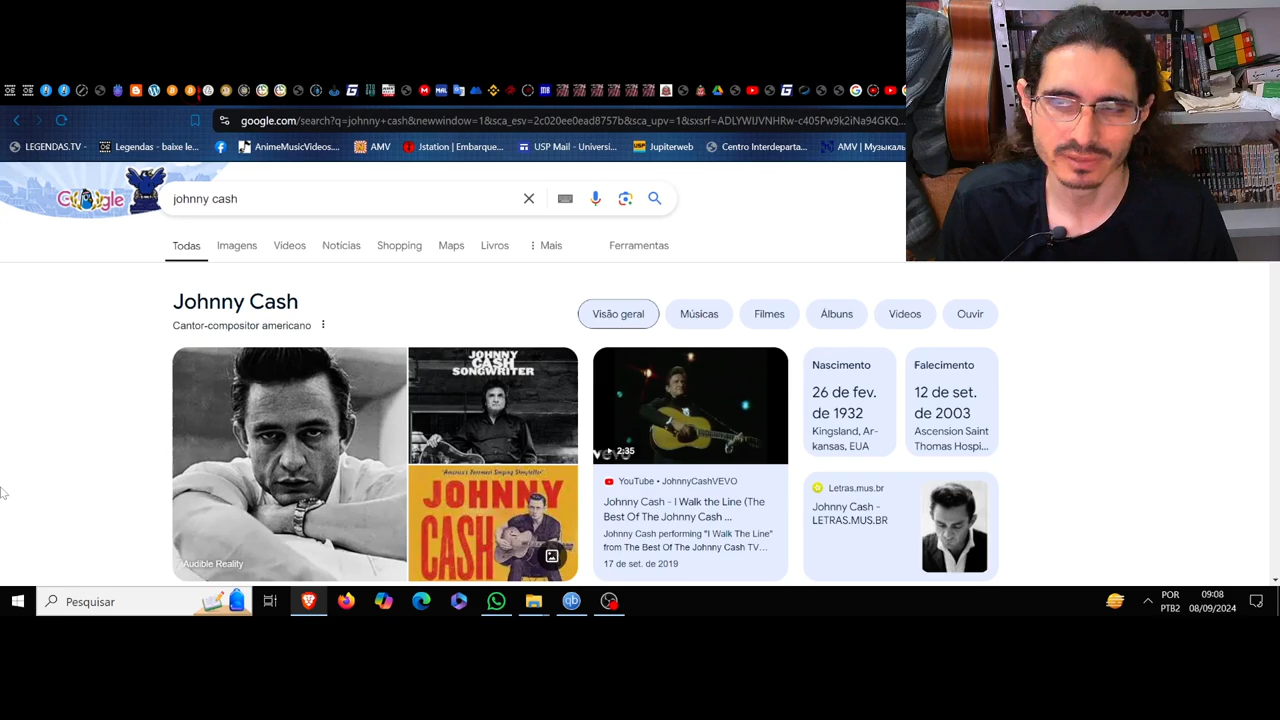 google.com/search?q=johnny+cash&newwindow=1&sca_esv=2c020ee0ead8757b&sca_upv=1&sxsrf=ADLYWIJVNHRw-c405Pw9k2iNa94GKQ...
LEGENDAS.TV -
Legendas - baixe le...
AnimeMusicVideos...
AMV
Jstation | Embarque...
USP Mail - Universi...
Jupiterweb
Centro Interdeparta...
AMV | Музыкаль
Google
johnny cash
Todas
Imagens
Vídeos
Notícias
Shopping
Maps
Livros
Mais
Ferramentas
Johnny Cash
Cantor-compositor americano
Visão geral
Músicas
Filmes
Álbuns
Vídeos
Ouvir
JOHNNY
CASH
SONGWRITER
"America's Foremost Singing Storyteller"
JOHNNY
CASH
Audible Reality
2:35
YouTube • JohnnyCashVEVO
Johnny Cash - I Walk the Line (The
Best Of The Johnny Cash ...
Johnny Cash performing "I Walk The Line"
from The Best Of The Johnny Cash TV...
17 de set. de 2019
Nascimento
26 de fev.
de 1932
Kingsland, Ar-
kansas, EUA
Falecimento
12 de set.
de 2003
Ascension Saint
Thomas Hospi...
Letras.mus.br
Johnny Cash -
LETRAS.MUS.BR
Pesquisar
POR
PTB2
09:08
08/09/2024